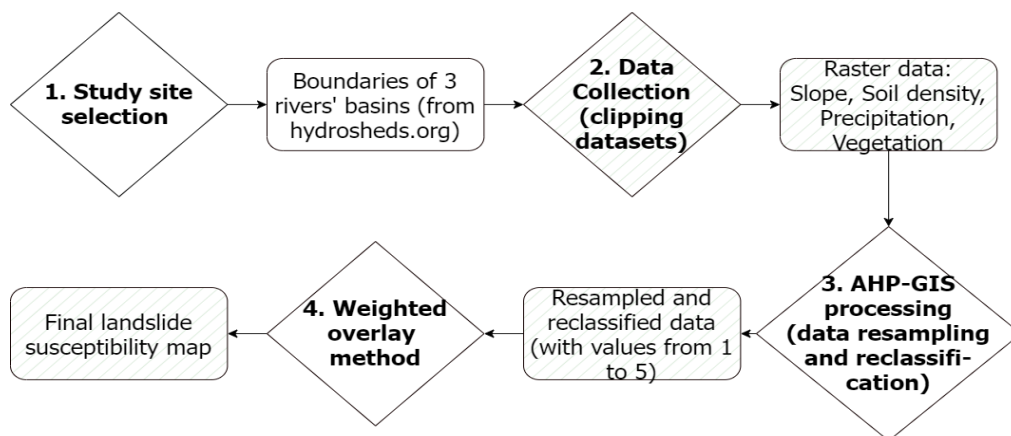 1. Study site
selection
Boundaries of 3
rivers' basins (from
hydrosheds.org)
2. Data
Collection
(clipping
datasets)
Raster data:
Slope, Soil density,
Precipitation,
Vegetation
3. AHP-GIS
processing
(data resampling
and reclassifi-
cation)
Resampled and
reclassified data
(with values from 1
to 5)
4. Weighted
overlay
method
Final landslide
susceptibility map